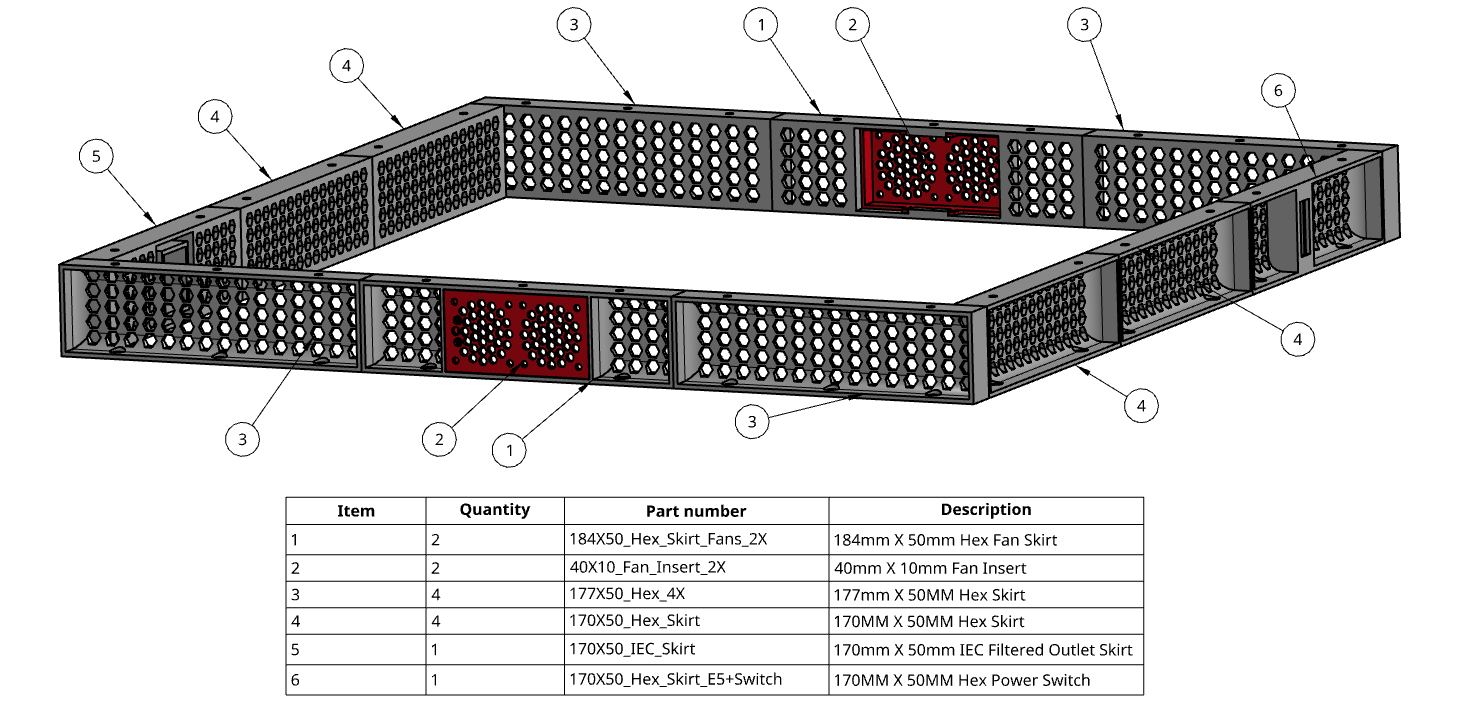 3
1
2
3
4
6
4
5
4
4
3
2
1
3
Item Quantity Part number Description
1 2 184X50_Hex_Skirt_Fans_2X 184mm X 50mm Hex Fan Skirt
2 2 40X10_Fan_Insert_2X 40mm X 10mm Fan Insert
3 4 177X50_Hex_4X 177mm X 50MM Hex Skirt
4 4 170X50_Hex_Skirt 170MM X 50MM Hex Skirt
5 1 170X50_IEC_Skirt 170mm X 50mm IEC Filtered Outlet Skirt
6 1 170X50_Hex_Skirt_E5+Switch 170MM X 50MM Hex Power Switch